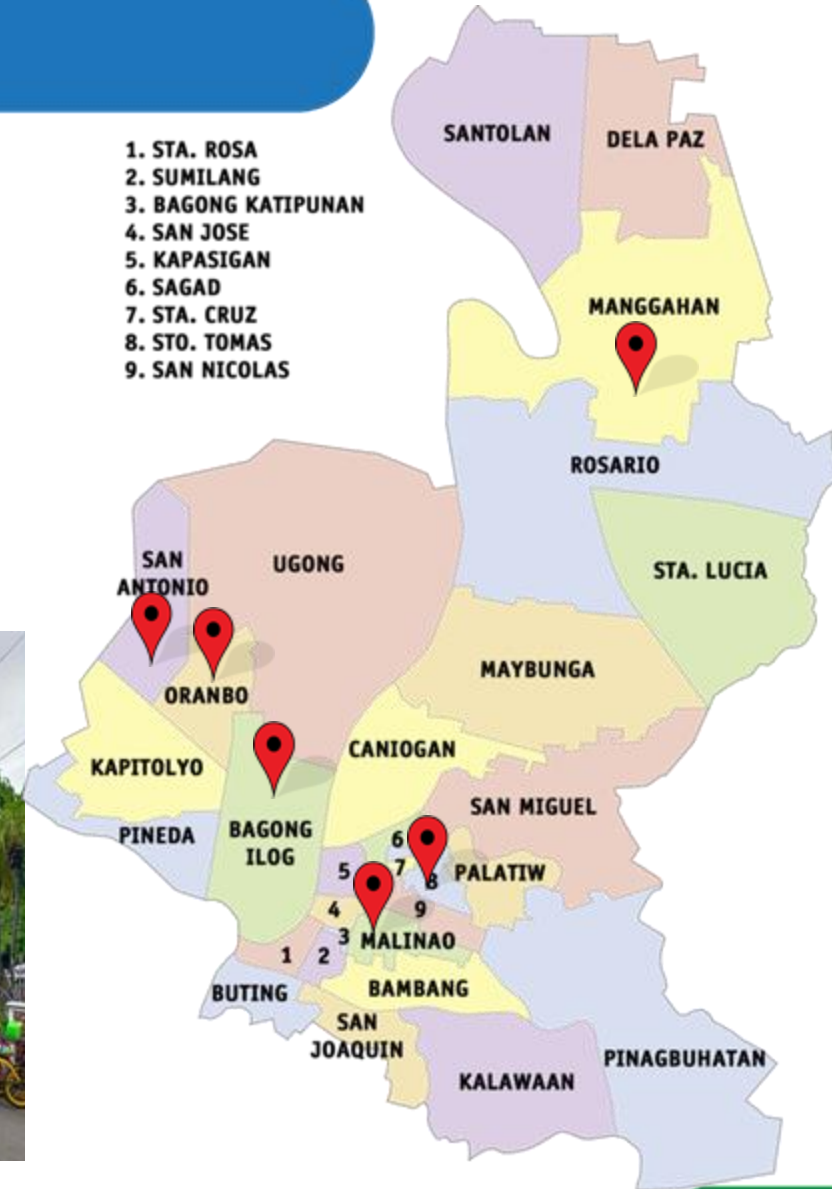 1. STA. ROSA
2. SUMILANG
3. BAGONG KATIPUNAN
4. SAN JOSE
5. KAPASIGAN
6. SAGAD
7. STA. CRUZ
8. STO. TOMAS
9. SAN NICOLAS
SANTOLAN
DELA PAZ
MANGGAHAN
ROSARIO
SAN
ANTONIO
UGONG
STA. LUCIA
MAYBUNGA
ORANBO
CANIOGAN
KAPITOLYO
SAN MIGUEL
PINEDA
BAGONG
ILOG
6
7
5
8
PALATIW
4
9
3
MALINAO
1
2
BUTING
BAMBANG
SAN
JOAQUIN
KALAWAAN
PINAGBUHATAN